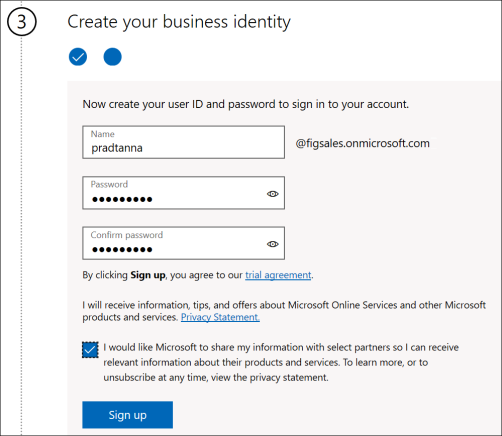 3 Create your business identity
Now create your user ID and password to sign in to your account.
Name
pradtanna
@figsales.onmicrosoft.com
Password
●●●●●●●●●
Confirm password
●●●●●●●●●
By clicking Sign up, you agree to our trial agreement.
I will receive information, tips, and offers about Microsoft Online Services and other Microsoft
products and services. Privacy Statement.
I would like Microsoft to share my information with select partners so I can receive
relevant information about their products and services. To learn more, or to
unsubscribe at any time, view the privacy statement.
Sign up